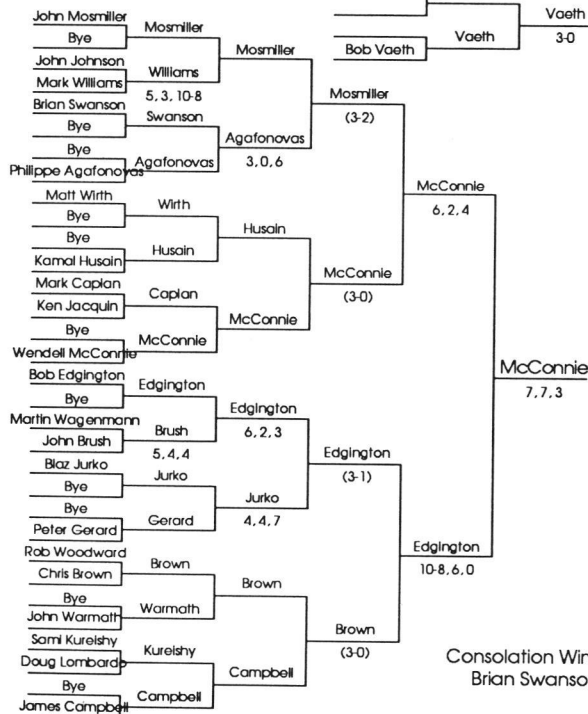 John Mosmiller
Bye
John Johnson
Mark Williams
Brian Swanson
Bye
Bye
Philippe Agafonovas
Matt Wirth
Bye
Bye
Kamal Husain
Mark Caplan
Ken Jacquin
Bye
Wendell McConnie
Bob Edgington
Bye
Martin Wagenmann
John Brush
Blaz Jurko
Bye
Bye
Peter Gerard
Rob Woodward
Chris Brown
Bye
John Warmath
Sami Kureishy
Doug Lombardo
Bye
James Campbell
Mosmiller
Williams
5, 3, 10-8
Swanson
Agafonovas
Wirth
Husain
Caplan
McConnie
Edgington
Brush
5, 4, 4
Jurko
Gerard
Brown
Warmath
Kureishy
Campbell
Mosmiller
Agafonovas
3, 0, 6
Husain
McConnie
Edgington
6, 2, 3
Jurko
4, 4, 7
Brown
Campbell
Mosmiller
(3-2)
McConnie
(3-0)
Edgington
(3-1)
Brown
(3-0)
McConnie
6, 2, 4
Edgington
10-8, 6, 0
McConnie
7, 7, 3
Bob Vaeth
Vaeth
Vaeth
3-0
Consolation Win
Brian Swanso